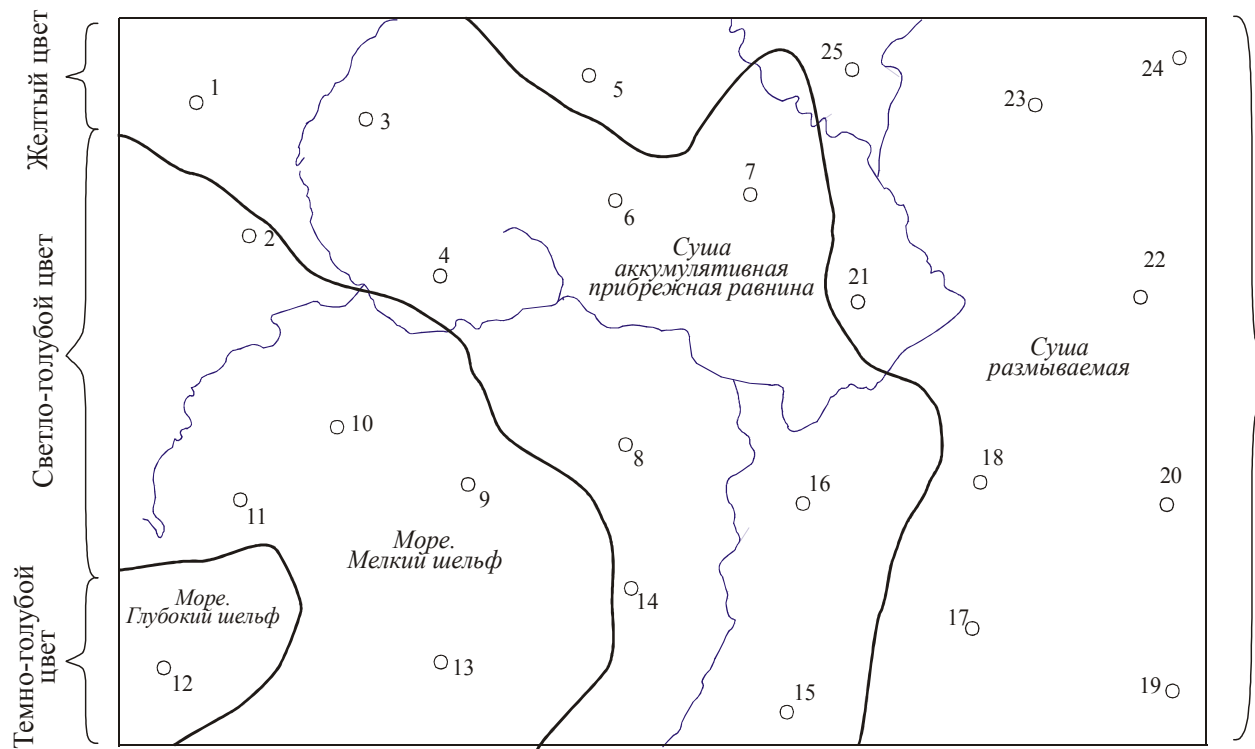 Желтый цвет
Светло-голубой цвет
Темно-голубой
цвет
1
2
3
4
5
6
7
25
24
23
22
21
Суша
аккумулятивная
прибрежная равнина
Суша
размываемая
10
11
9
8
16
18
20
Море.
Мелкий шельф
Море.
Глубокий шельф
14
17
12
13
15
19